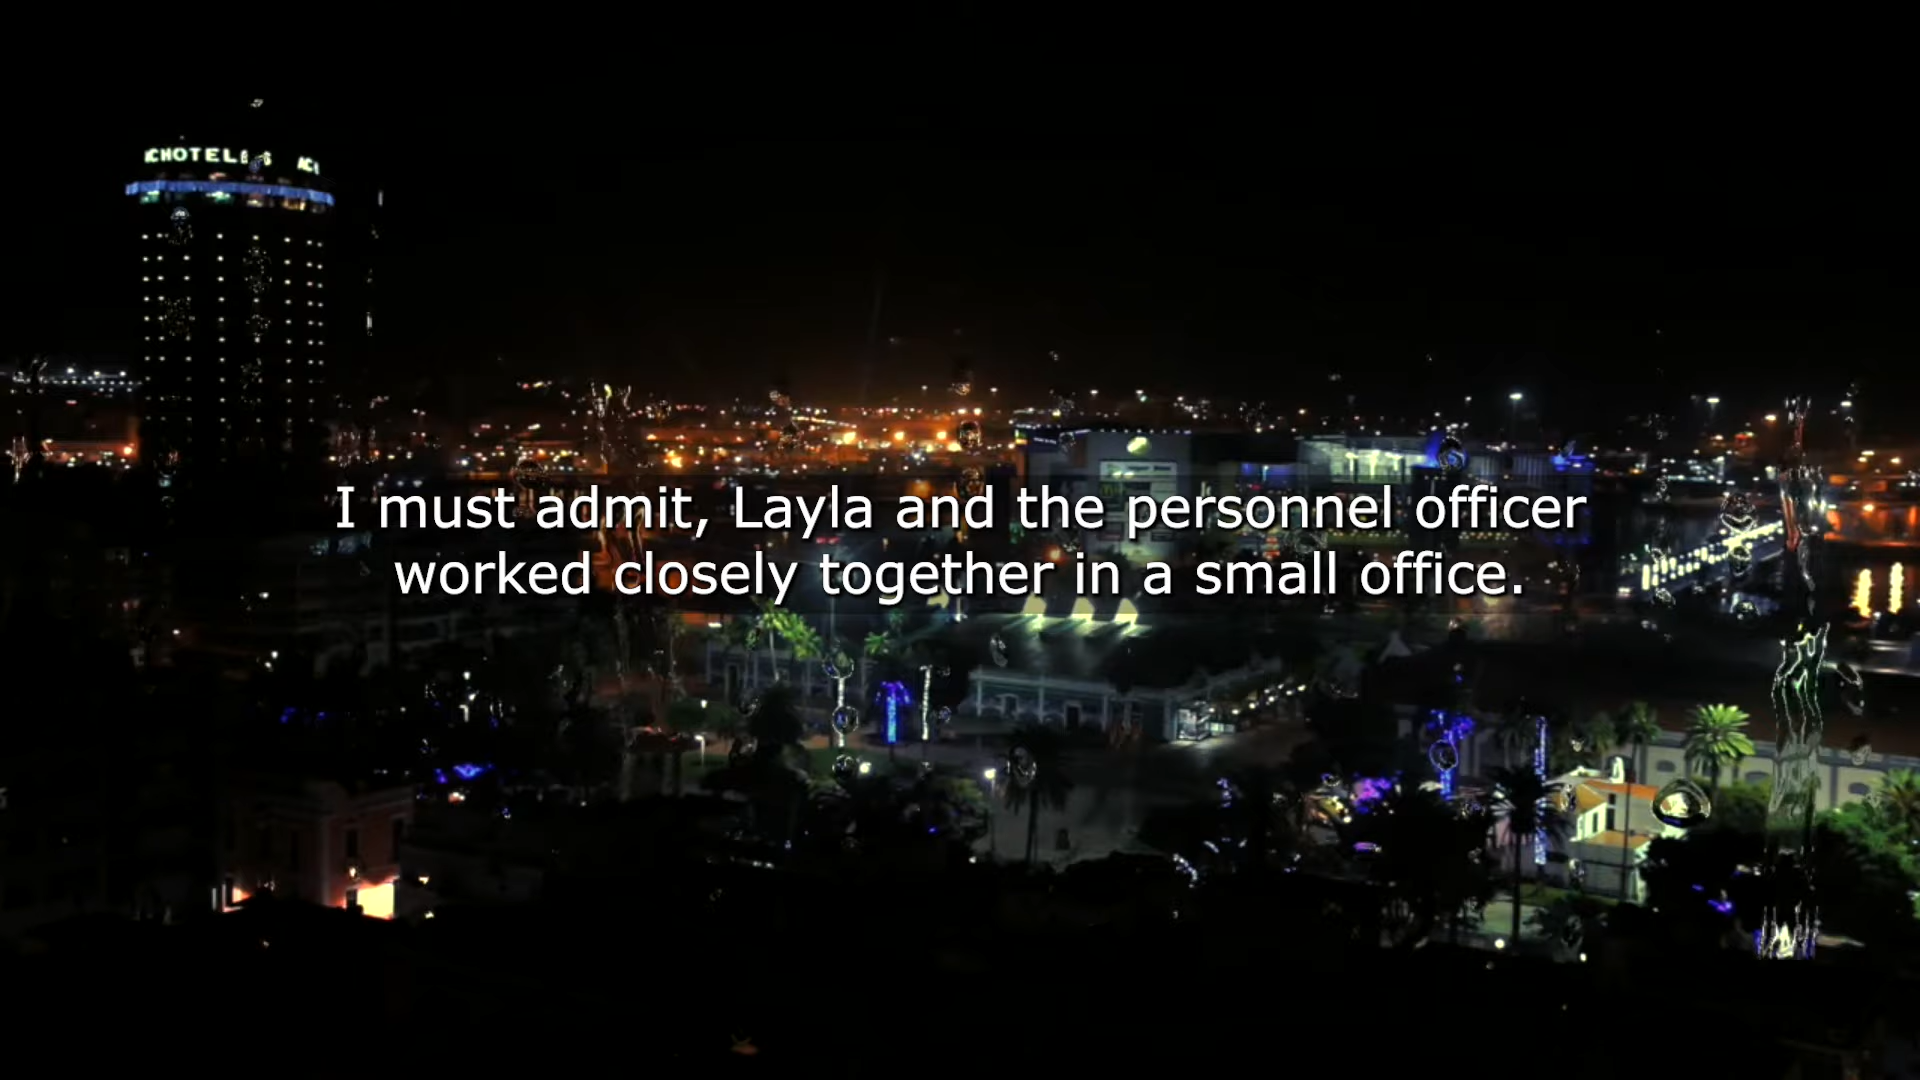 I must admit, Layla and the personnel officer
worked closely together in a small office.